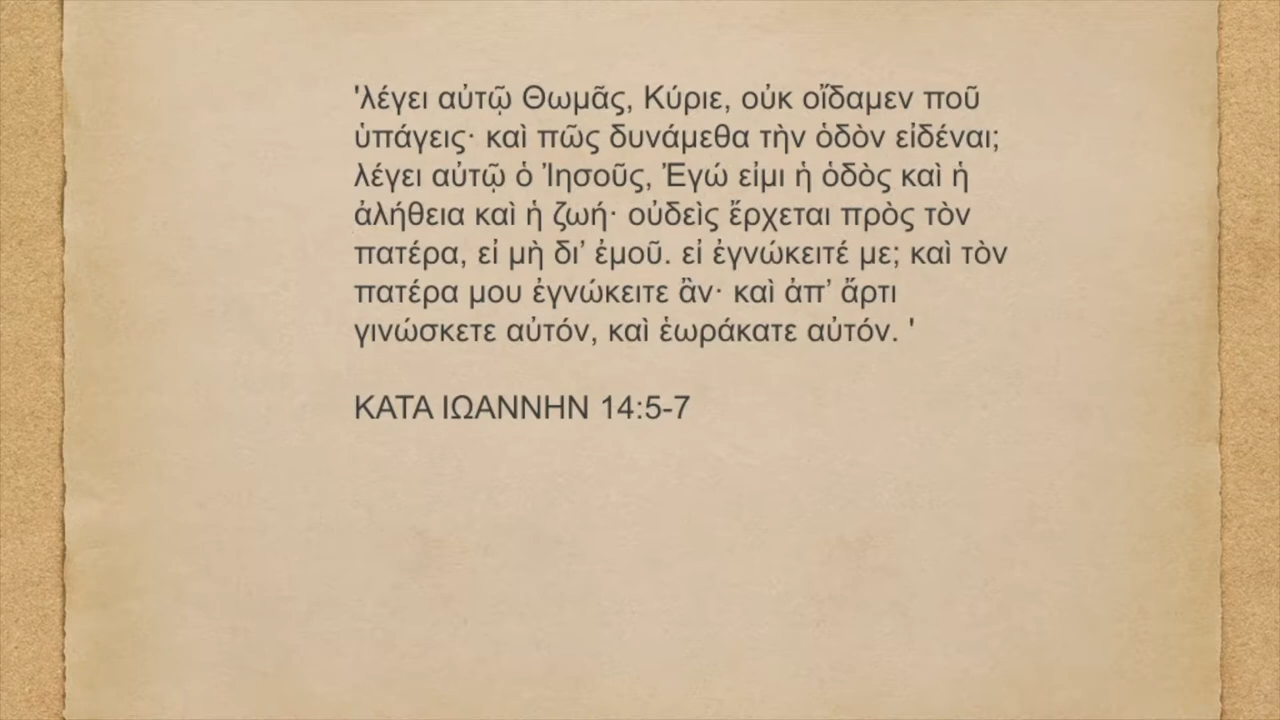 'λέγει αὐτῷ Θωμᾶς, Κύριε, οὐκ οἴδαμεν ποῦ
ὑπάγεις· καὶ πῶς δυνάμεθα τὴν ὁδὸν εἰδέναι;
λέγει αὐτῷ ὁ Ἰησοῦς, Ἐγώ εἰμι ἡ ὁδὸς καὶ ἡ
ἀλήθεια καὶ ἡ ζωή· οὐδεὶς ἔρχεται πρὸς τὸν
πατέρα, εἰ μὴ δι’ ἐμοῦ. εἰ ἐγνώκειτέ με; καὶ τὸν
πατέρα μου ἐγνώκειτε ἂν· καὶ ἀπ’ ἄρτι
γινώσκετε αὐτόν, καὶ ἑωράκατε αὐτόν. '
ΚΑΤΑ ΙΩΑΝΝΗΝ 14:5-7